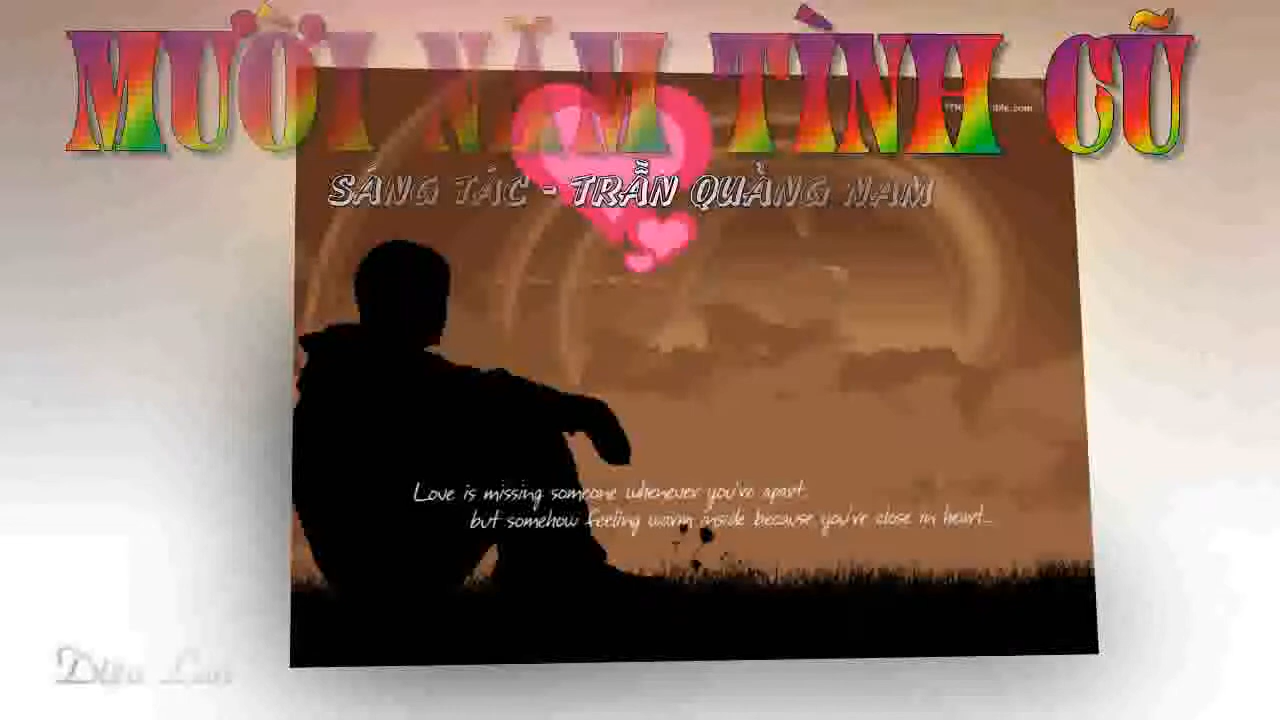 MƯỜI NĂM TÌNH CŨ
SÁNG TÁC - TRẦN QUẢNG NAM
Love is missing someone whenever you're apart.
but somehow feeling warm inside because you're close in heart...